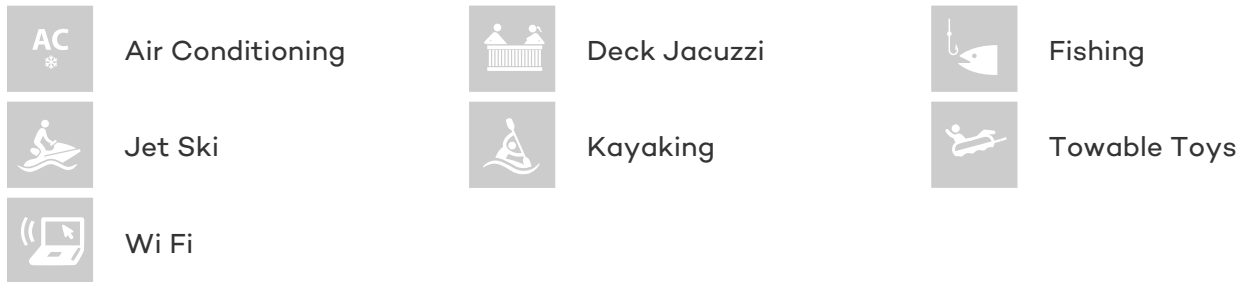 AC
Air Conditioning
Deck Jacuzzi
Fishing
Jet Ski
Kayaking
Towable Toys
Wi Fi